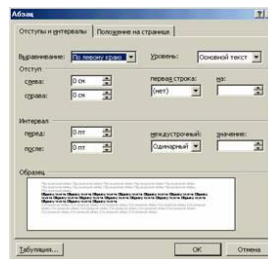 Абзац
Отступы и интервалы Положение на странице
Выравнивание: По левому краю Уровень: Основной текст
Отступ
слева: 0 см первая строка: на:
справа: 0 см (нет)
Интервал
перед: 0 пт междустрочный: значение:
после: 0 пт Одинарный
Образец
Табуляция... ОК Отмена